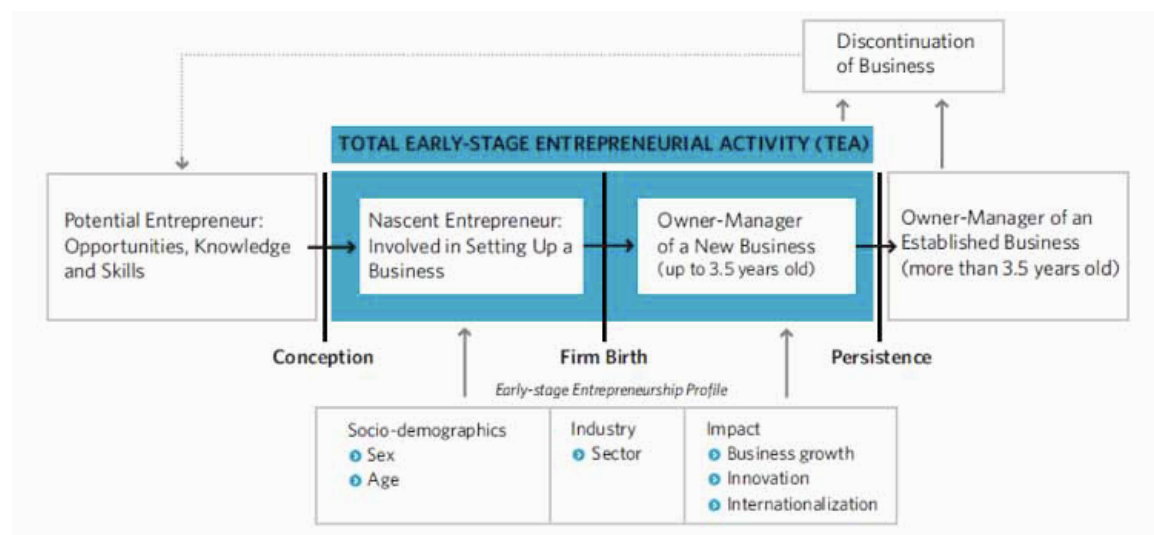 Discontinuation
of Business
TOTAL EARLY-STAGE ENTREPRENEURIAL ACTIVITY (TEA)
Potential Entrepreneur:
Opportunities, Knowledge
and Skills
Nascent Entrepreneur:
Involved in Setting Up a
Business
Owner-Manager
of a New Business
(up to 3.5 years old)
Owner-Manager of an
Established Business
(more than 3.5 years old)
Conception
Firm Birth
Persistence
Early-stage Entrepreneurship Profile
Socio-demographics
Sex
Age
Industry
Sector
Impact
Business growth
Innovation
Internationalization